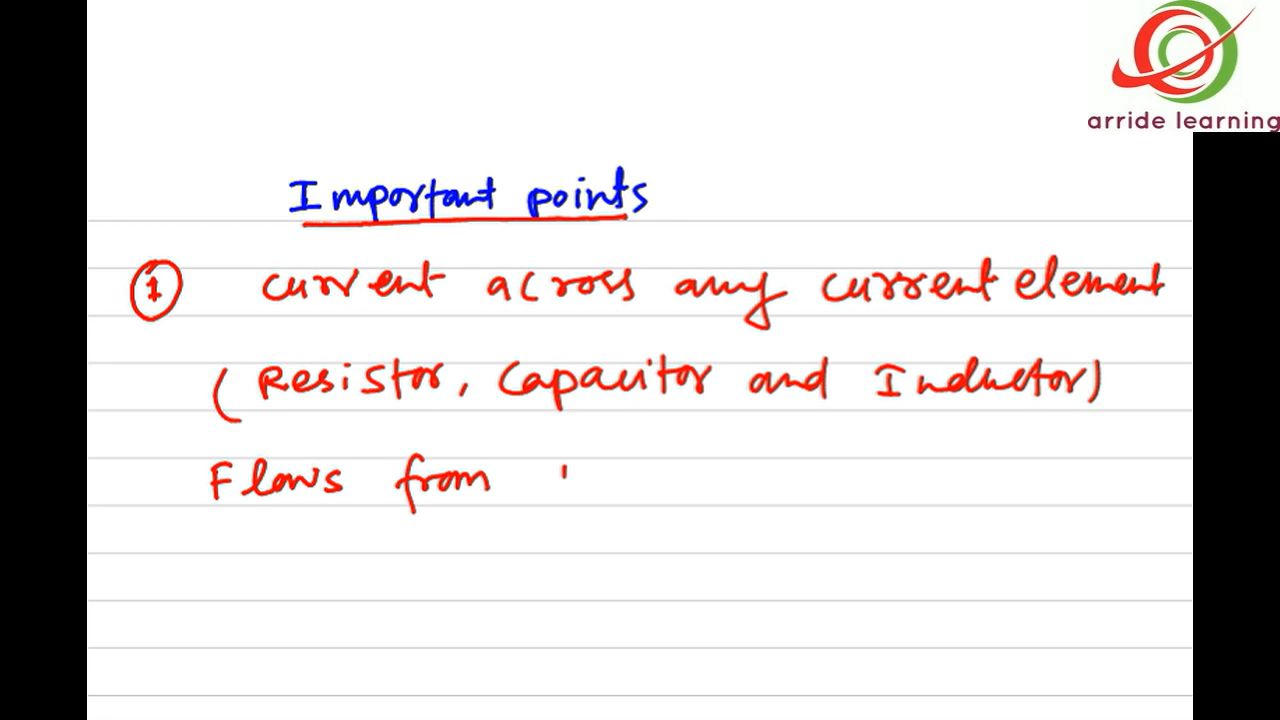 arride learning
Important points
1 current across any current element
( Resistor, Capacitor and Inductor)
Flows from